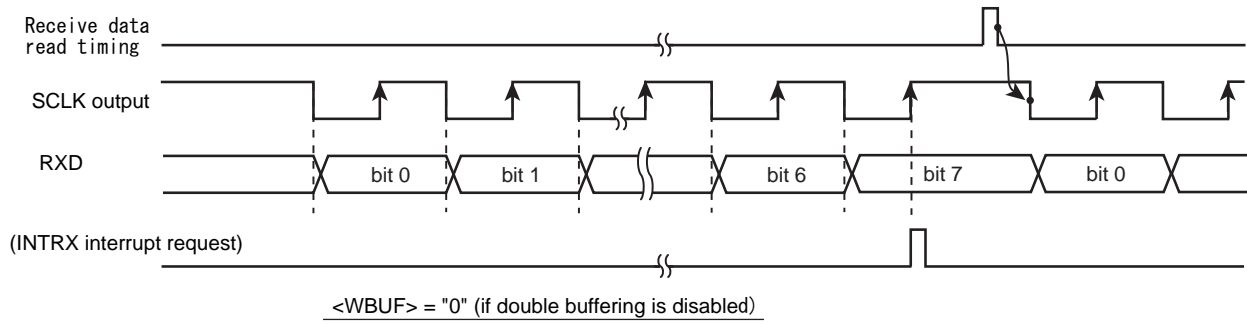 Receive data
read timing
SCLK output
RXD
bit 0
bit 1
bit 6
bit 7
bit 0
(INTRX interrupt request)
<WBUF> = "0" (if double buffering is disabled)